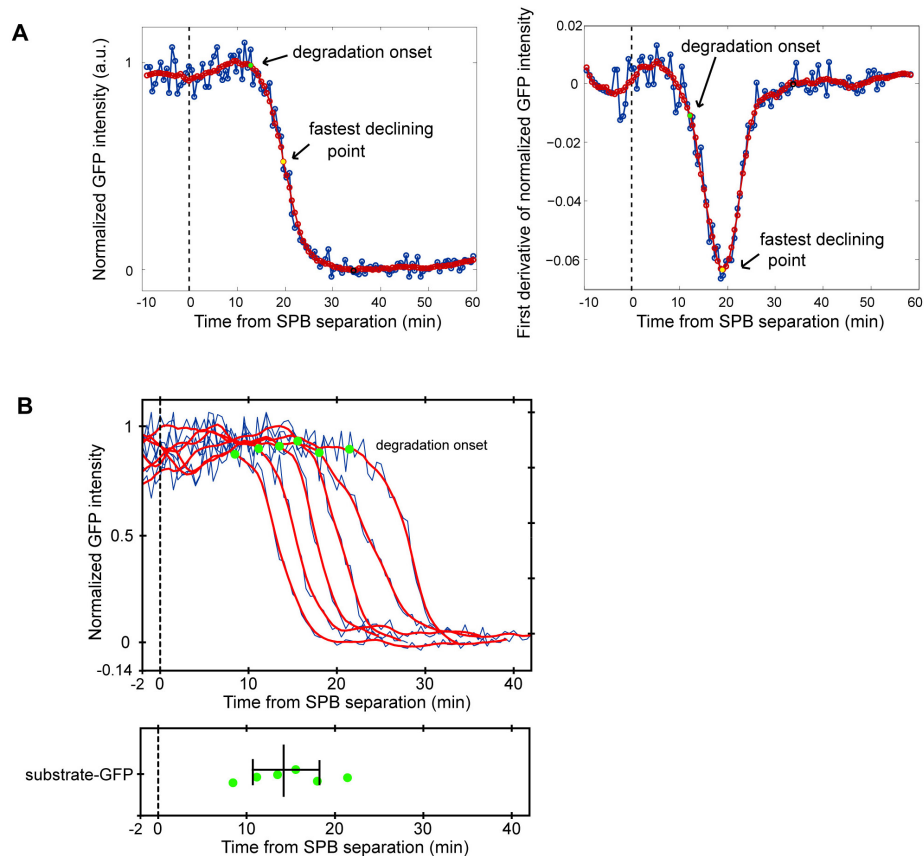 A
Normalized GFP intensity (a.u.)
1
0
degradation onset
fastest declining
point
-10 0 10 20 30 40 50 60
Time from SPB separation (min)
First derivative of normalized GFP intensity
0.02
0
−0.02
−0.04
−0.06
degradation onset
fastest declining
point
-10 0 10 20 30 40 50 60
Time from SPB separation (min)
B
Normalized GFP intensity
1
0.5
0
-0.14
degradation onset
-2 0 10 20 30 40
Time from SPB separation (min)
substrate-GFP
-2 0 10 20 30 40
Time from SPB separation (min)